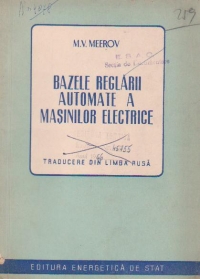 M.V. MEEROV
BAZELE REGLĂRII
AUTOMATE A
MAȘINILOR ELECTRICE
TRADUCERE DIN LIMBA RUSĂ
EDITURA ENERGETICĂ DE STAT